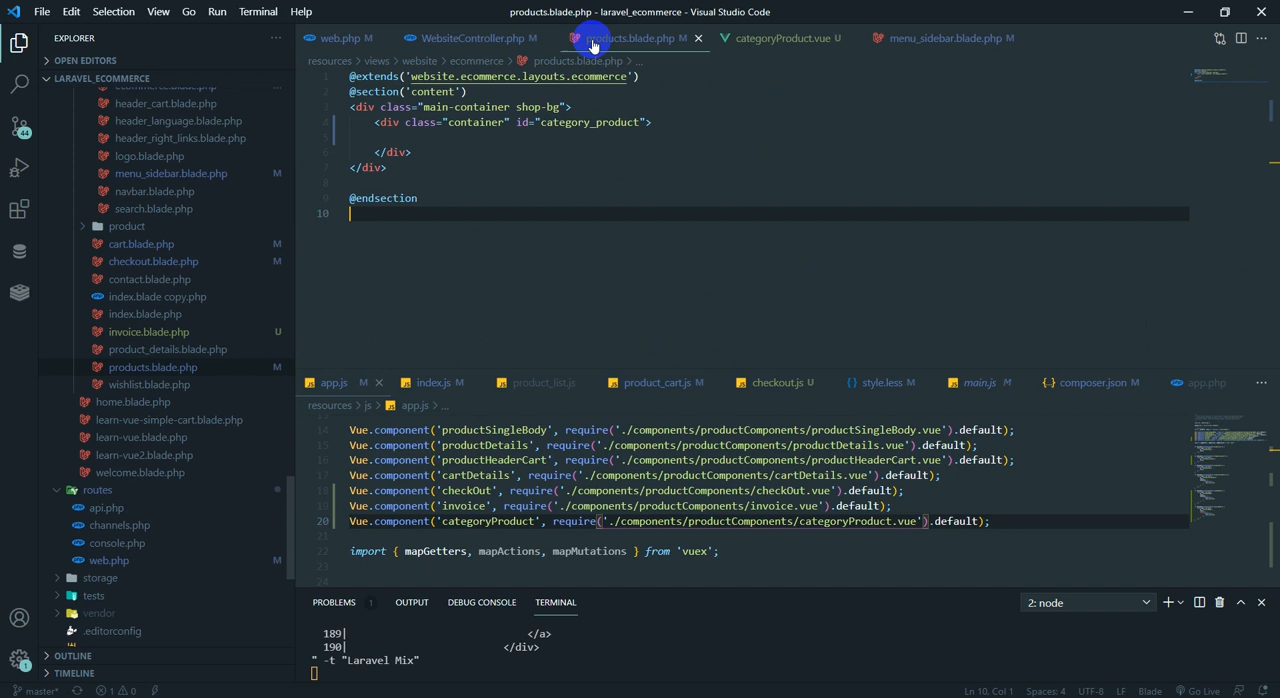 File Edit Selection View Go Run Terminal Help
products.blade.php - laravel_ecommerce - Visual Studio Code
EXPLORER
OPEN EDITORS
LARAVEL_ECOMMERCE
header_cart.blade.php
header_language.blade.php
header_right_links.blade.php
logo.blade.php
menu_sidebar.blade.php M
navbar.blade.php
search.blade.php
product
cart.blade.php M
checkout.blade.php M
contact.blade.php
index.blade copy.php
index.blade.php
invoice.blade.php U
product_details.blade.php
products.blade.php M
wishlist.blade.php
home.blade.php
learn-vue-simple-cart.blade.php
learn-vue.blade.php
learn-vue2.blade.php
welcome.blade.php
routes
api.php
channels.php
console.php
web.php M
storage
tests
vendor
.editorconfig
OUTLINE
TIMELINE
44
1
web.php M WebsiteController.php M products.blade.php M categoryProduct.vue U menu_sidebar.blade.php M
resources > views > website > ecommerce > products.blade.php > ...
1 @extends('website.ecommerce.layouts.ecommerce')
2 @section('content')
3 <div class="main-container shop-bg">
4 <div class="container" id="category_product">
5
6 </div>
7 </div>
8
9 @endsection
10
app.js M index.js M product_list.js product_cart.js M checkout.js U style.less M main.js M composer.json M app.php
resources > js > app.js > ...
13
14 Vue.component('productSingleBody', require('./components/productComponents/productSingleBody.vue').default);
15 Vue.component('productDetails', require('./components/productComponents/productDetails.vue').default);
16 Vue.component('productHeaderCart', require('./components/productComponents/productHeaderCart.vue').default);
17 Vue.component('cartDetails', require('./components/productComponents/cartDetails.vue').default);
18 Vue.component('checkOut', require('./components/productComponents/checkOut.vue').default);
19 Vue.component('invoice', require('./components/productComponents/invoice.vue').default);
20 Vue.component('categoryProduct', require('./components/productComponents/categoryProduct.vue').default);
21
22 import { mapGetters, mapActions, mapMutations } from 'vuex';
23
24
PROBLEMS 1 OUTPUT DEBUG CONSOLE TERMINAL
2: node
189| </a>
190| </div>
" -t "Laravel Mix"
master* 1 0
Ln 10, Col 1 Spaces: 4 UTF-8 LF Blade Go Live